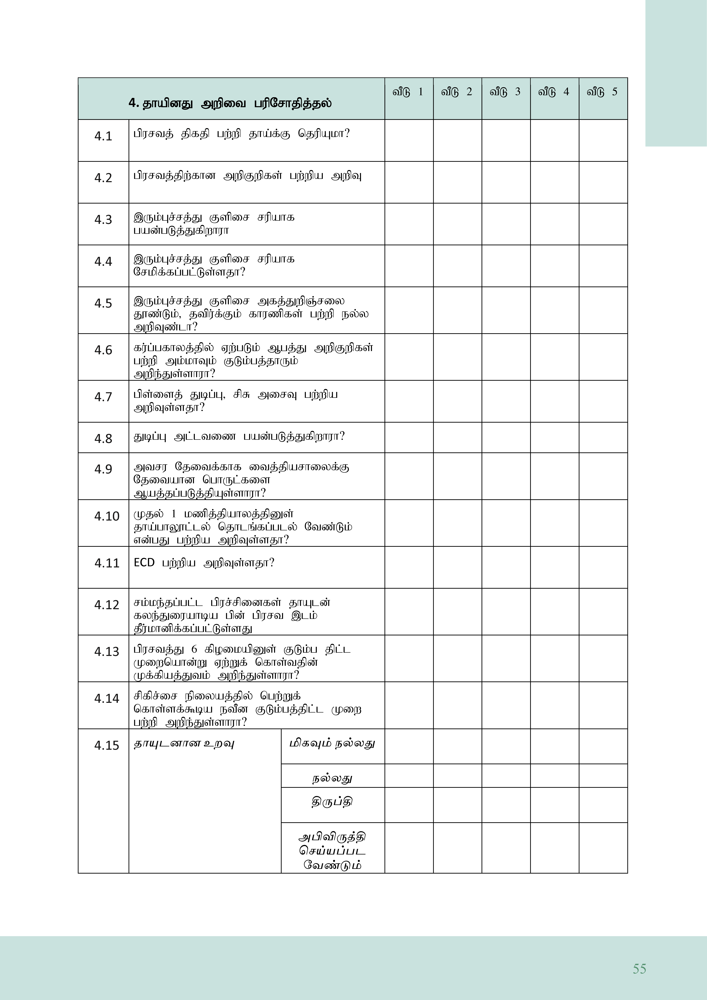 4. தாயினது அறிவை பரிசோதித்தல்
வீடு 1 வீடு 2 வீடு 3 வீடு 4 வீடு 5
4.1 பிரசவத் திகதி பற்றி தாய்க்கு தெரியுமா?
4.2 பிரசவத்திற்கான அறிகுறிகள் பற்றிய அறிவு
4.3 இரும்புச்சத்து குளிசை சரியாக
பயன்படுத்துகிறாரா
4.4 இரும்புச்சத்து குளிசை சரியாக
சேமிக்கப்பட்டுள்ளதா?
4.5 இரும்புச்சத்து குளிசை அகத்துறிஞ்சலை
தூண்டும், தவிர்க்கும் காரணிகள் பற்றி நல்ல
அறிவுண்டா?
4.6 கர்ப்பகாலத்தில் ஏற்படும் ஆபத்து அறிகுறிகள்
பற்றி அம்மாவும் குடும்பத்தாரும்
அறிந்துள்ளாரா?
4.7 பிள்ளைத் துடிப்பு, சிசு அசைவு பற்றிய
அறிவுள்ளதா?
4.8 துடிப்பு அட்டவணை பயன்படுத்துகிறாரா?
4.9 அவசர தேவைக்காக வைத்தியசாலைக்கு
தேவையான பொருட்களை
ஆயத்தப்படுத்தியுள்ளாரா?
4.10 முதல் 1 மணித்தியாலத்தினுள்
தாய்பாலூட்டல் தொடங்கப்படல் வேண்டும்
என்பது பற்றிய அறிவுள்ளதா?
4.11 ECD பற்றிய அறிவுள்ளதா?
4.12 சம்மந்தப்பட்ட பிரச்சினைகள் தாயுடன்
கலந்துரையாடிய பின் பிரசவ இடம்
தீர்மானிக்கப்பட்டுள்ளது
4.13 பிரசவத்து 6 கிழமையினுள் குடும்ப திட்ட
முறையொன்று ஏற்றுக் கொள்வதின்
முக்கியத்துவம் அறிந்துள்ளாரா?
4.14 சிகிச்சை நிலையத்தில் பெற்றுக்
கொள்ளக்கூடிய நவீன குடும்பத்திட்ட முறை
பற்றி அறிந்துள்ளாரா?
4.15 தாயுடனான உறவு மிகவும் நல்லது
நல்லது
திருப்தி
அபிவிருத்தி
செய்யப்பட
வேண்டும்
55